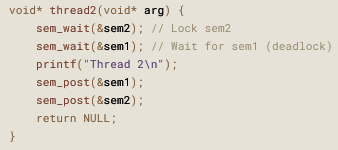 void* thread2(void* arg) {
    sem_wait(&sem2); // Lock sem2
    sem_wait(&sem1); // Wait for sem1 (deadlock)
    printf("Thread 2\n");
    sem_post(&sem1);
    sem_post(&sem2);
    return NULL;
}